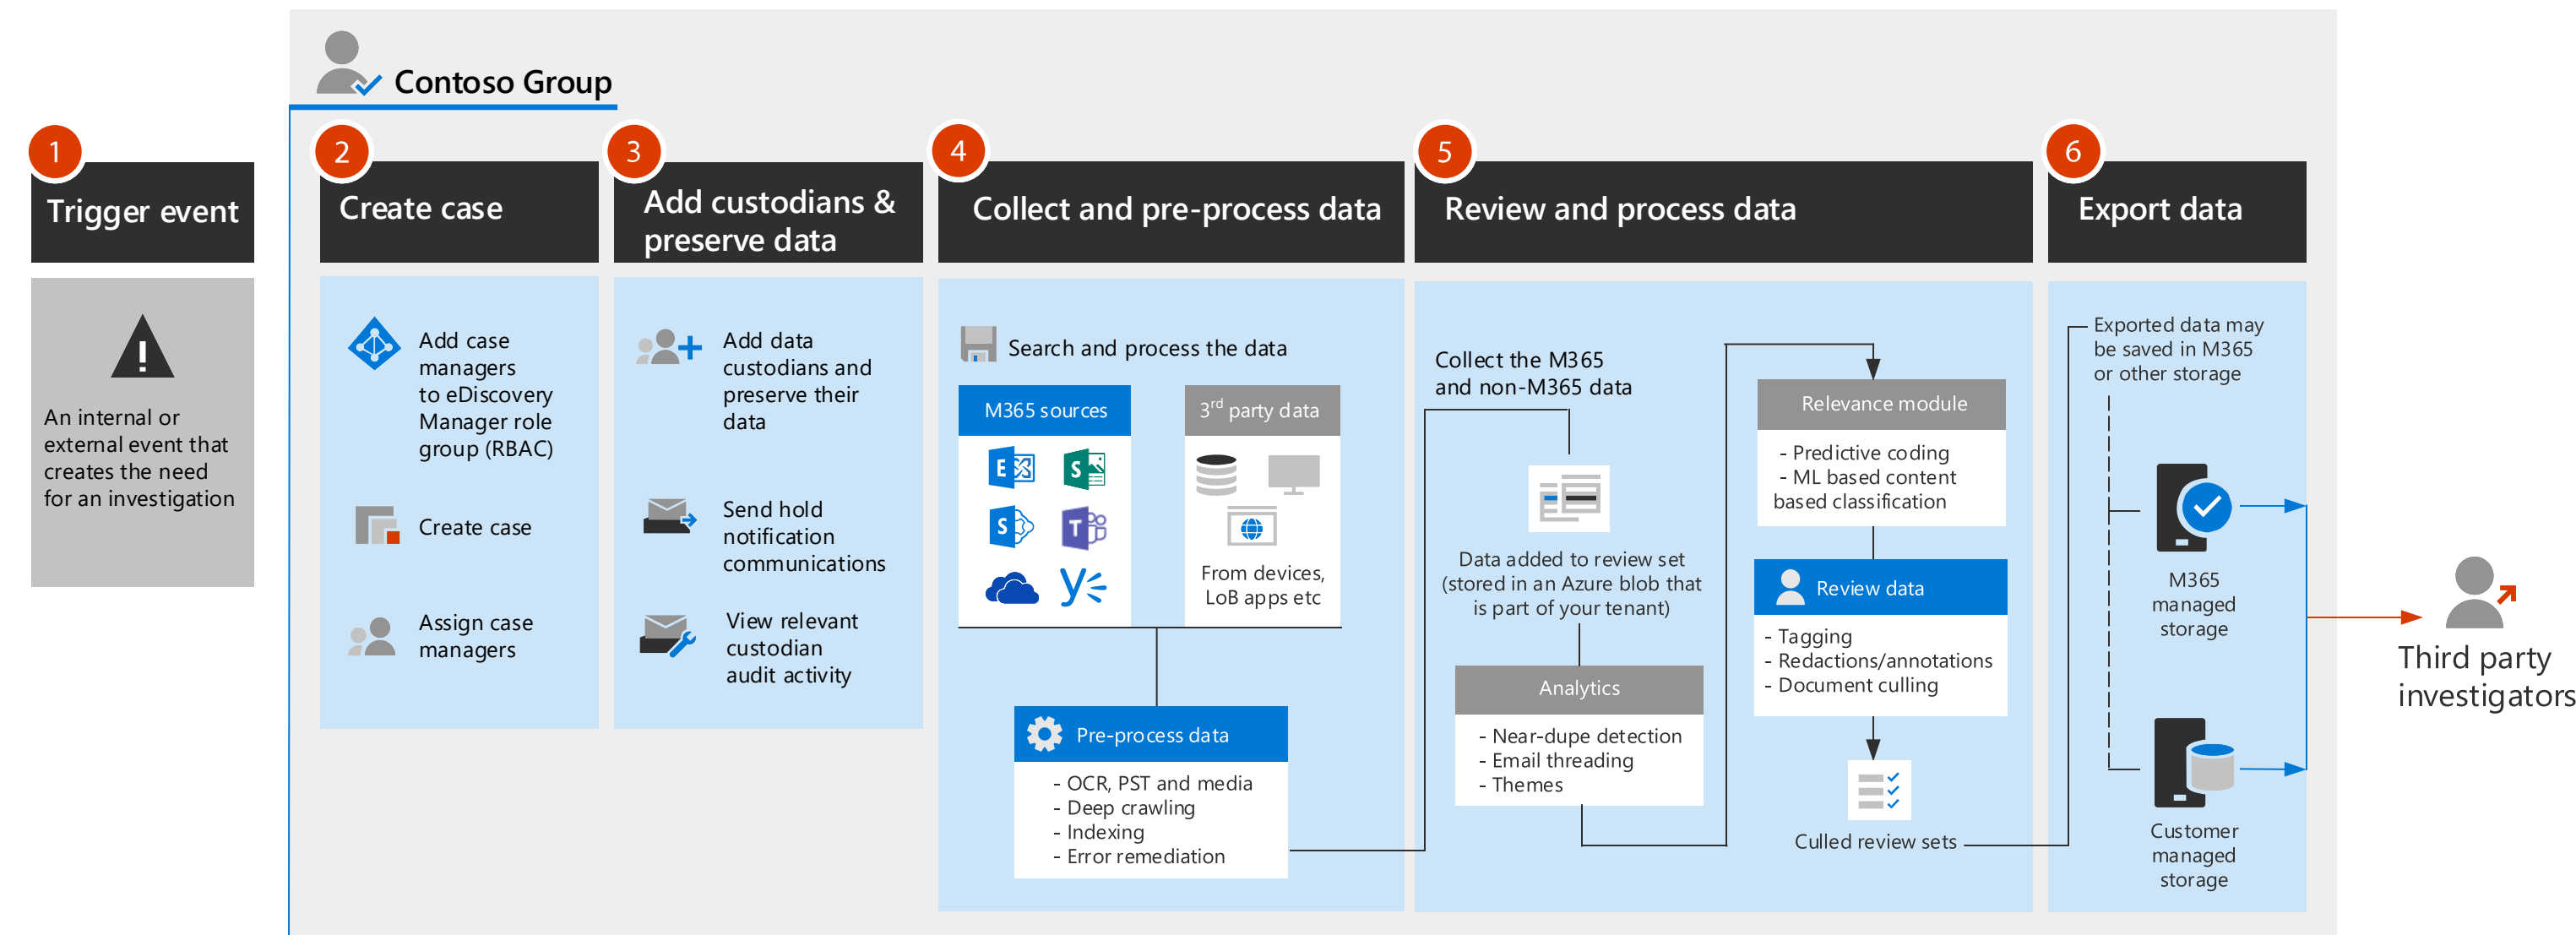 Contoso Group
1
Trigger event
An internal or
external event that
creates the need
for an investigation
2
Create case
Add case
managers
to eDiscovery
Manager role
group (RBAC)
Create case
Assign case
managers
3
Add custodians &
preserve data
Add data
custodians and
preserve their
data
Send hold
notification
communications
View relevant
custodian
audit activity
4
Collect and pre-process data
Search and process the data
M365 sources
E
S
S
T
3rd party data
From devices,
LoB apps etc
Pre-process data
- OCR, PST and media
- Deep crawling
- Indexing
- Error remediation
5
Review and process data
Collect the M365
and non-M365 data
Data added to review set
(stored in an Azure blob that
is part of your tenant)
Analytics
- Near-dupe detection
- Email threading
- Themes
Relevance module
- Predictive coding
- ML based content
based classification
Review data
- Tagging
- Redactions/annotations
- Document culling
Culled review sets
6
Export data
Exported data may
be saved in M365
or other storage
M365
managed
storage
Customer
managed
storage
Third party
investigators